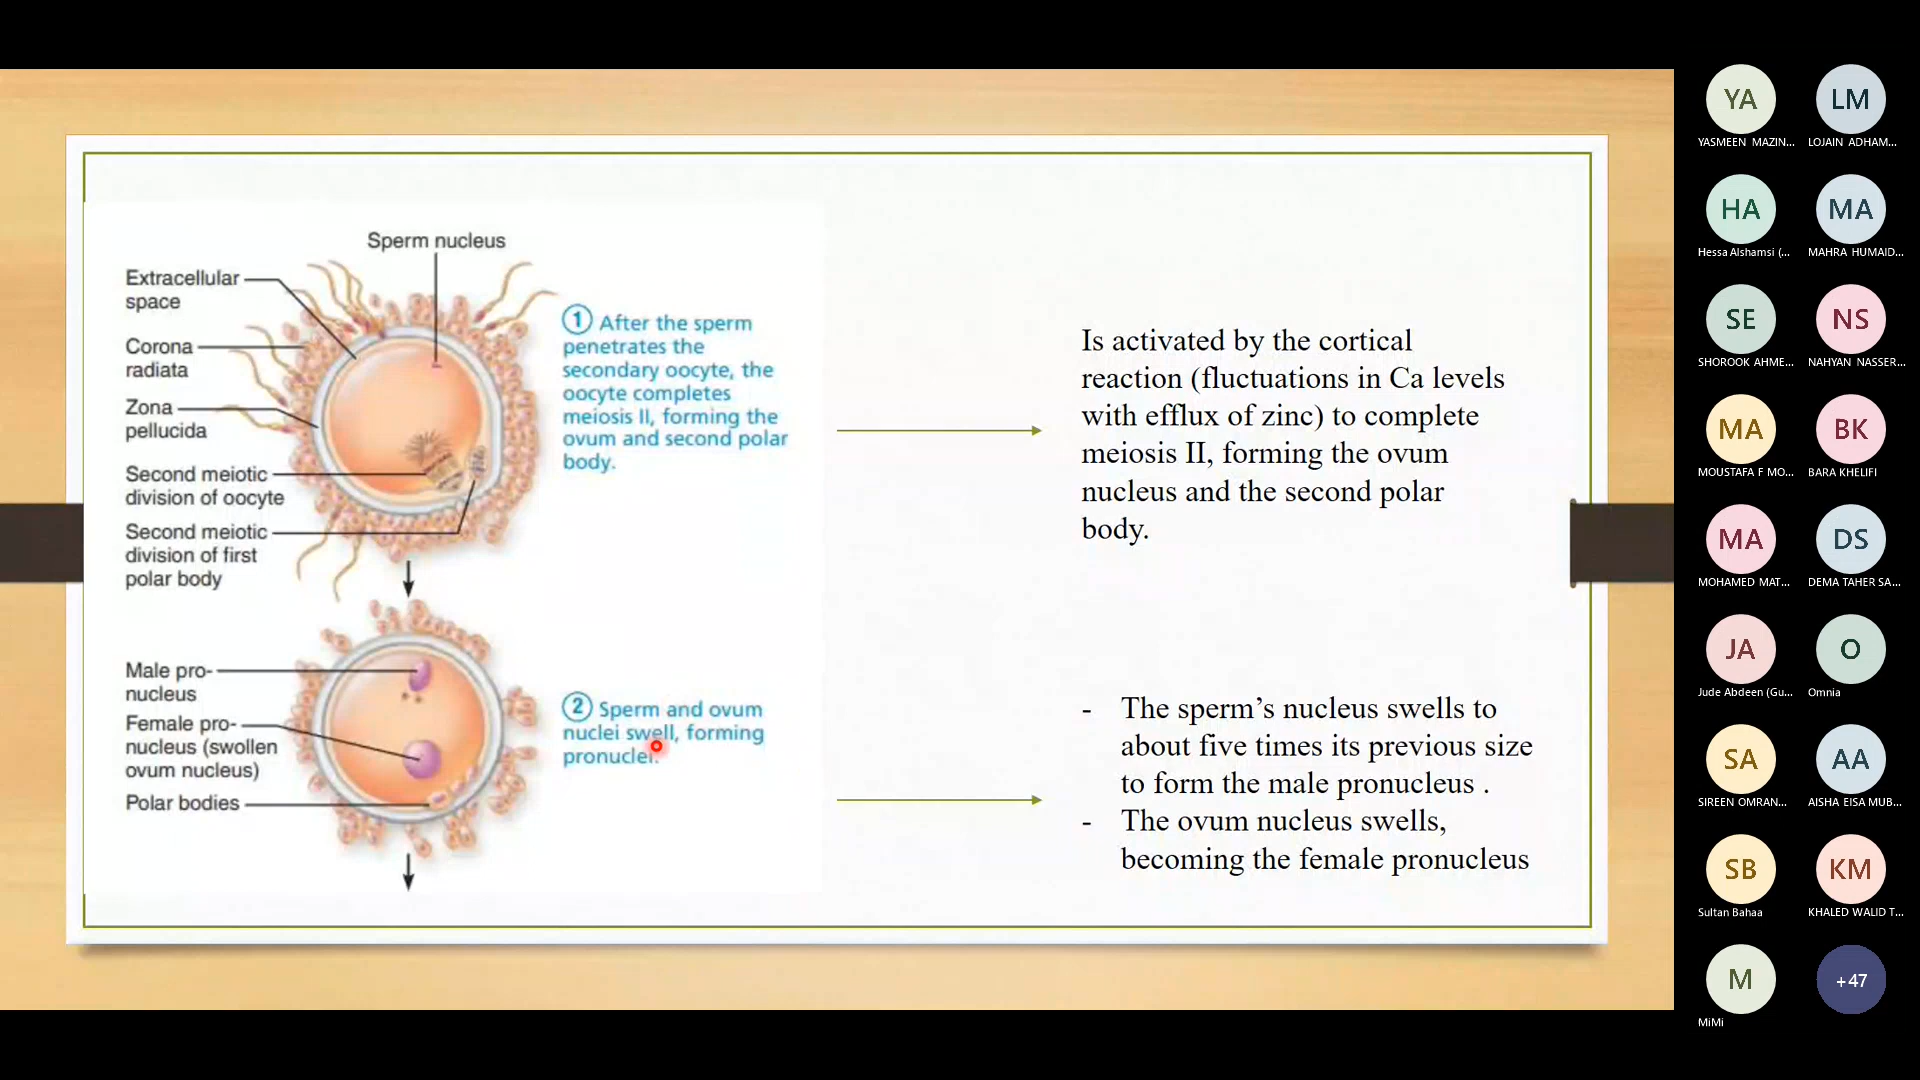 Sperm nucleus
Extracellular
space
Corona
radiata
Zona
pellucida
Second meiotic
division of oocyte
Second meiotic
division of first
polar body
1 After the sperm
penetrates the
secondary oocyte, the
oocyte completes
meiosis II, forming the
ovum and second polar
body.
Is activated by the cortical
reaction (fluctuations in Ca levels
with efflux of zinc) to complete
meiosis II, forming the ovum
nucleus and the second polar
body.
Male pro-
nucleus
Female pro-
nucleus (swollen
ovum nucleus)
Polar bodies
2 Sperm and ovum
nuclei swell, forming
pronuclei.
- The sperm’s nucleus swells to
about five times its previous size
to form the male pronucleus .
- The ovum nucleus swells,
becoming the female pronucleus
YA
YASMEEN MAZIN...
LM
LOJAIN ADHAM...
HA
Hessa Alshamsi (...
MA
MAHRA HUMAID...
SE
SHOROOK AHME...
NS
NAHYAN NASSER...
MA
MOUSTAFA F MO...
BK
BARA KHELIFI
MA
MOHAMED MAT...
DS
DEMA TAHER SA...
JA
Jude Abdeen (Gu...
O
Omnia
SA
SIREEN OMRAN...
AA
AISHA EISA MUB...
SB
Sultan Bahaa
KM
KHALED WALID T...
M
MiMi
+47